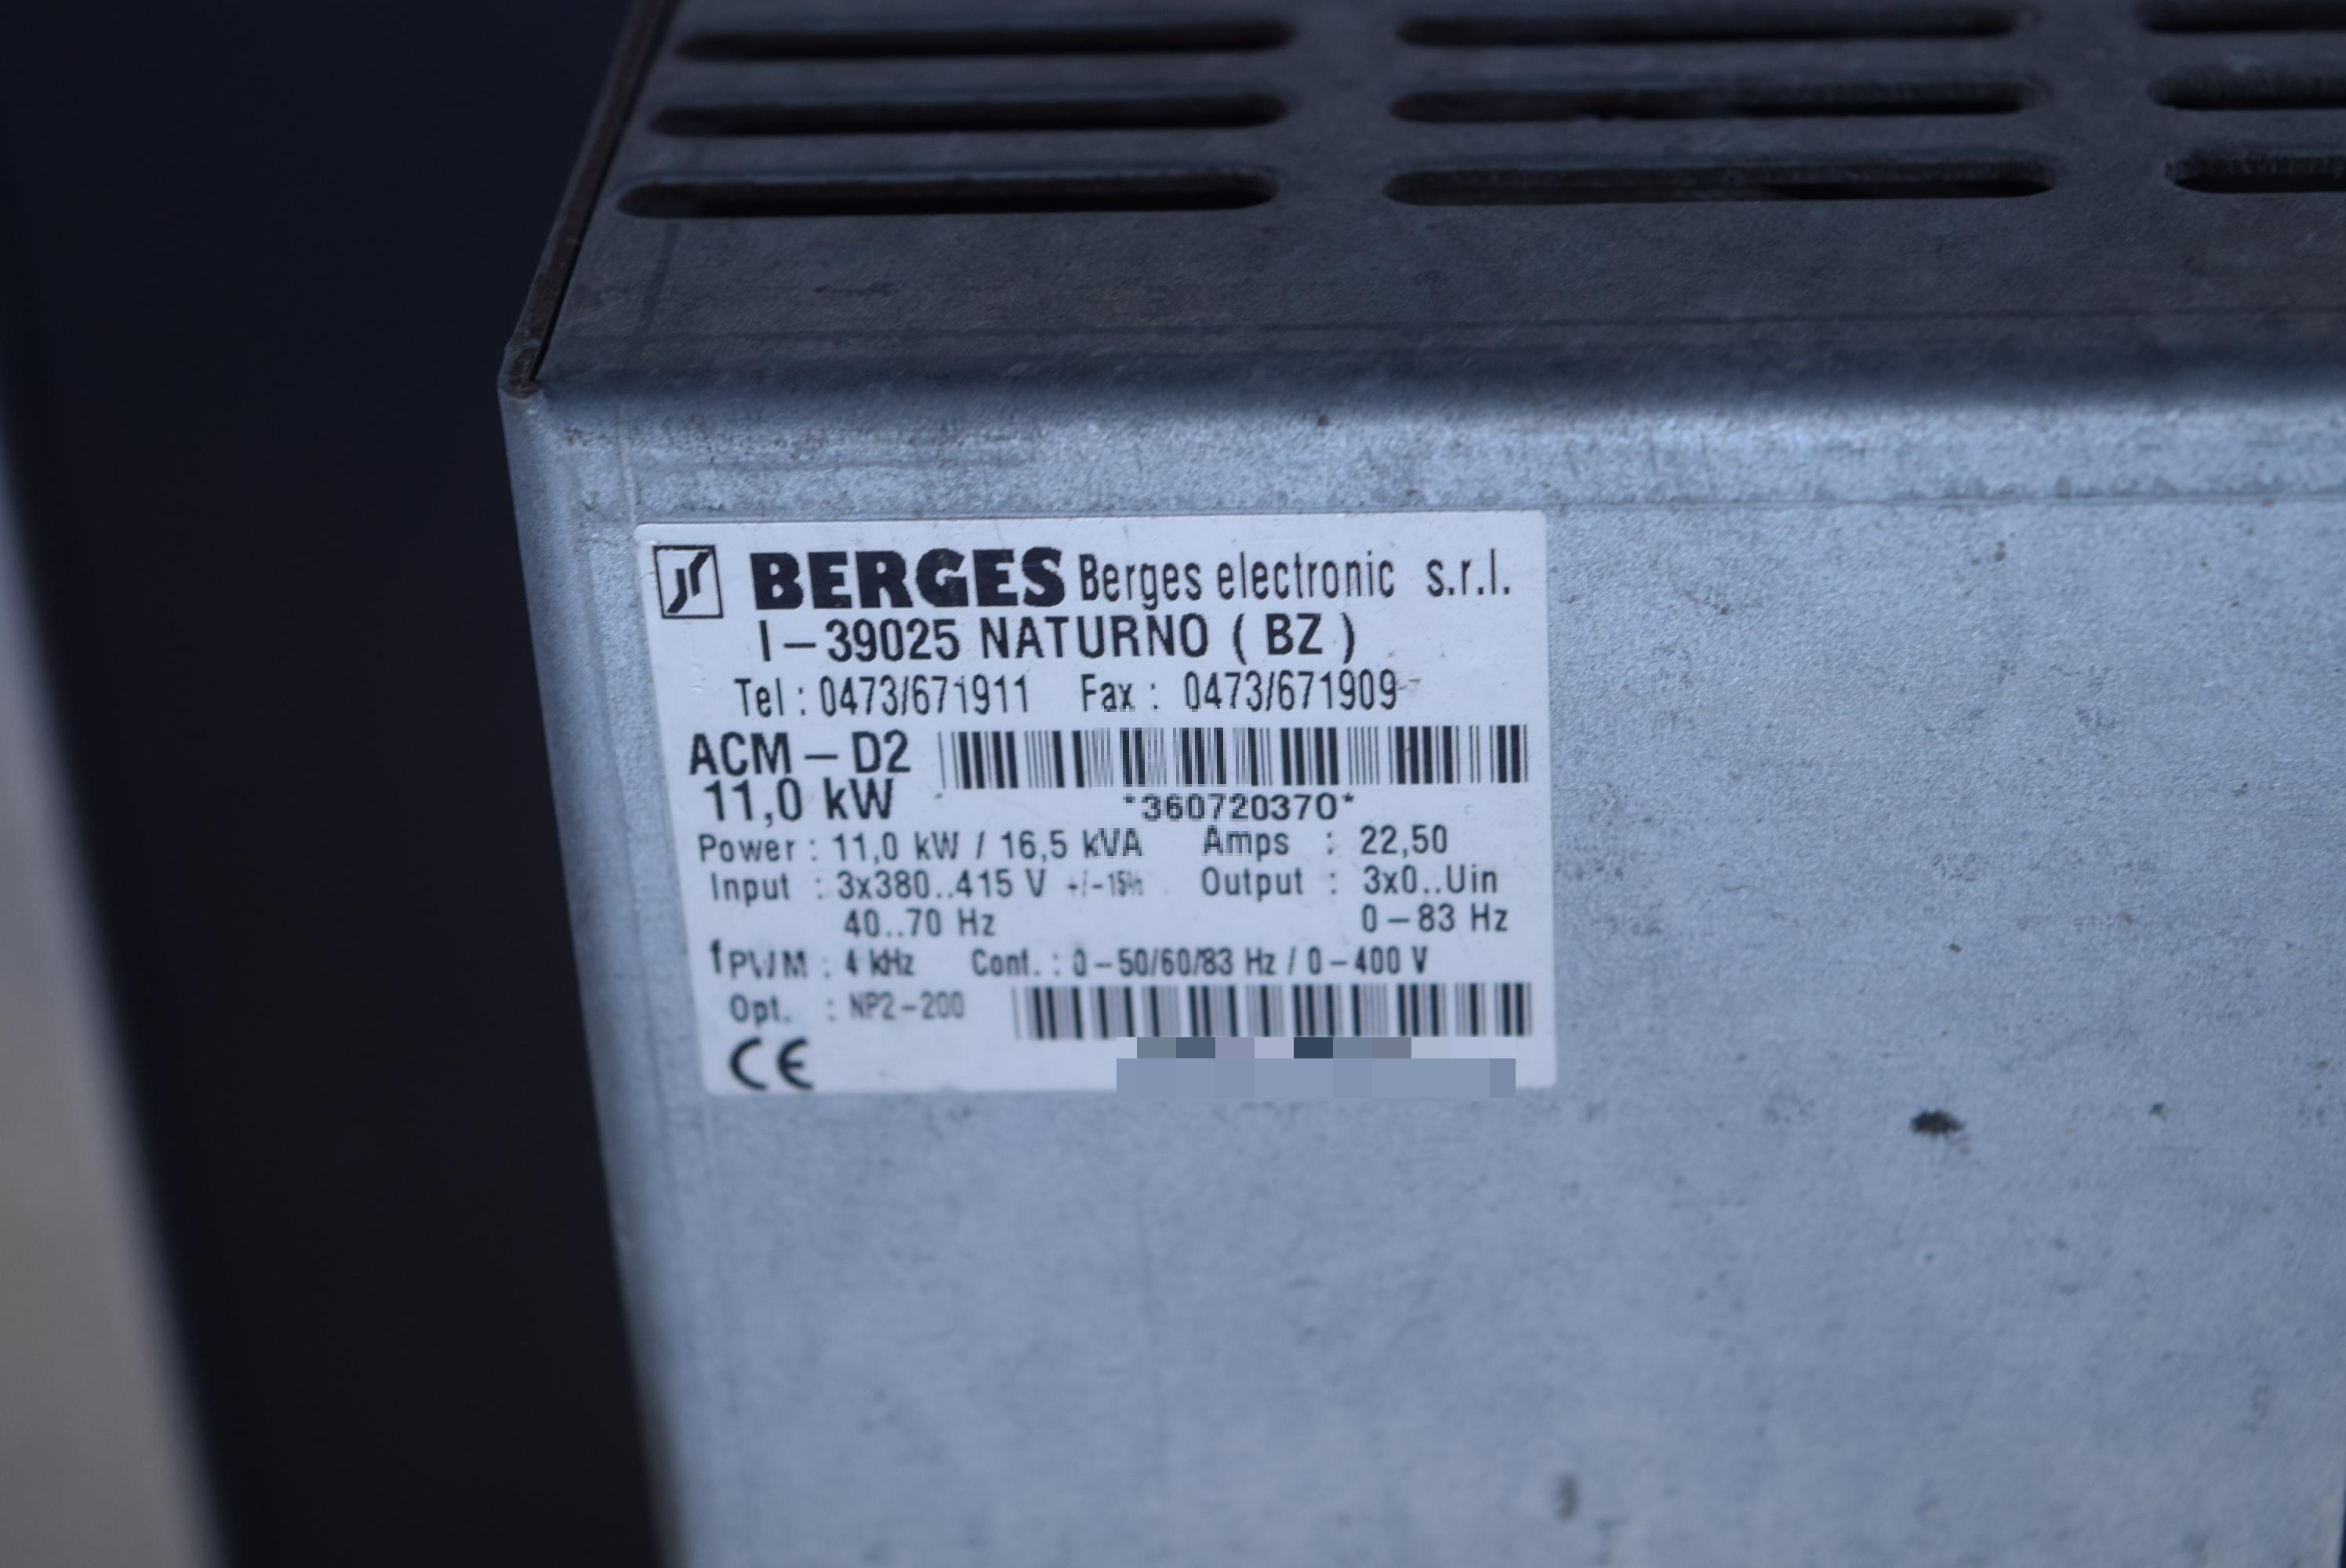 BERGES Berges electronic s.r.l.
I-39025 NATURNO ( BZ )
Tel : 0473/671911 Fax : 0473/671909
ACM - D2
11,0 kW
*360720370*
Power : 11,0 kW / 16,5 kVA Amps : 22,50
Input : 3x380..415 V +/-15% Output : 3x0..Uin
40..70 Hz 0-83 Hz
fPWM : 4 kHz Conf. : 0-50/60/83 Hz / 0-400 V
Opt. : NP2-200
CE